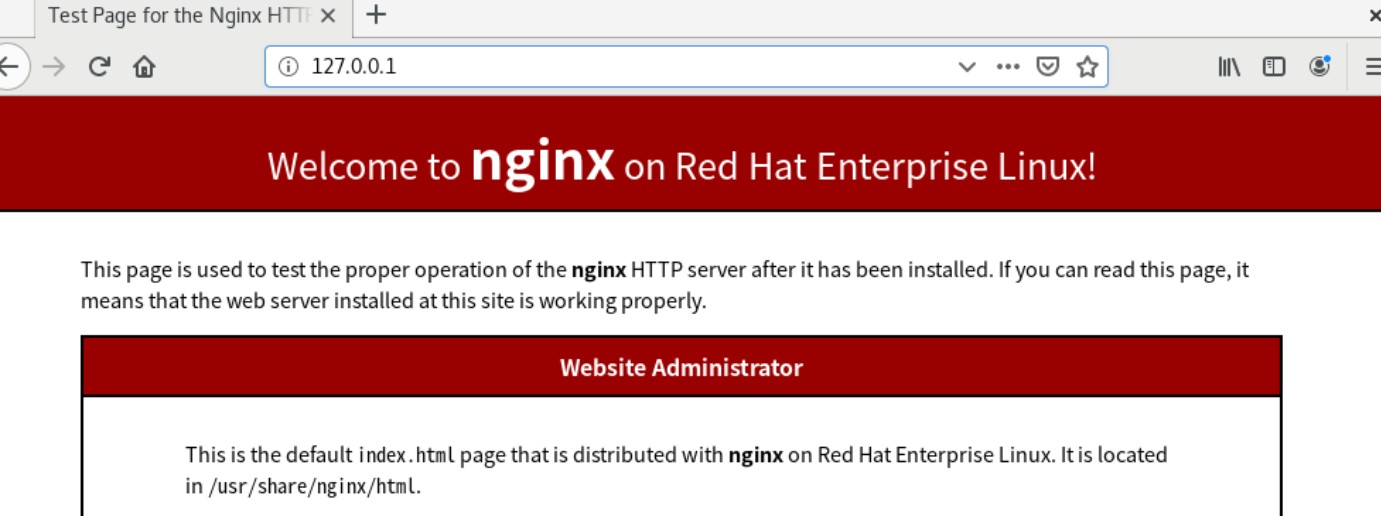 Test Page for the Nginx HTTP
127.0.0.1
Welcome to nginx on Red Hat Enterprise Linux!
This page is used to test the proper operation of the nginx HTTP server after it has been installed. If you can read this page, it
means that the web server installed at this site is working properly.
Website Administrator
This is the default index.html page that is distributed with nginx on Red Hat Enterprise Linux. It is located
in /usr/share/nginx/html.